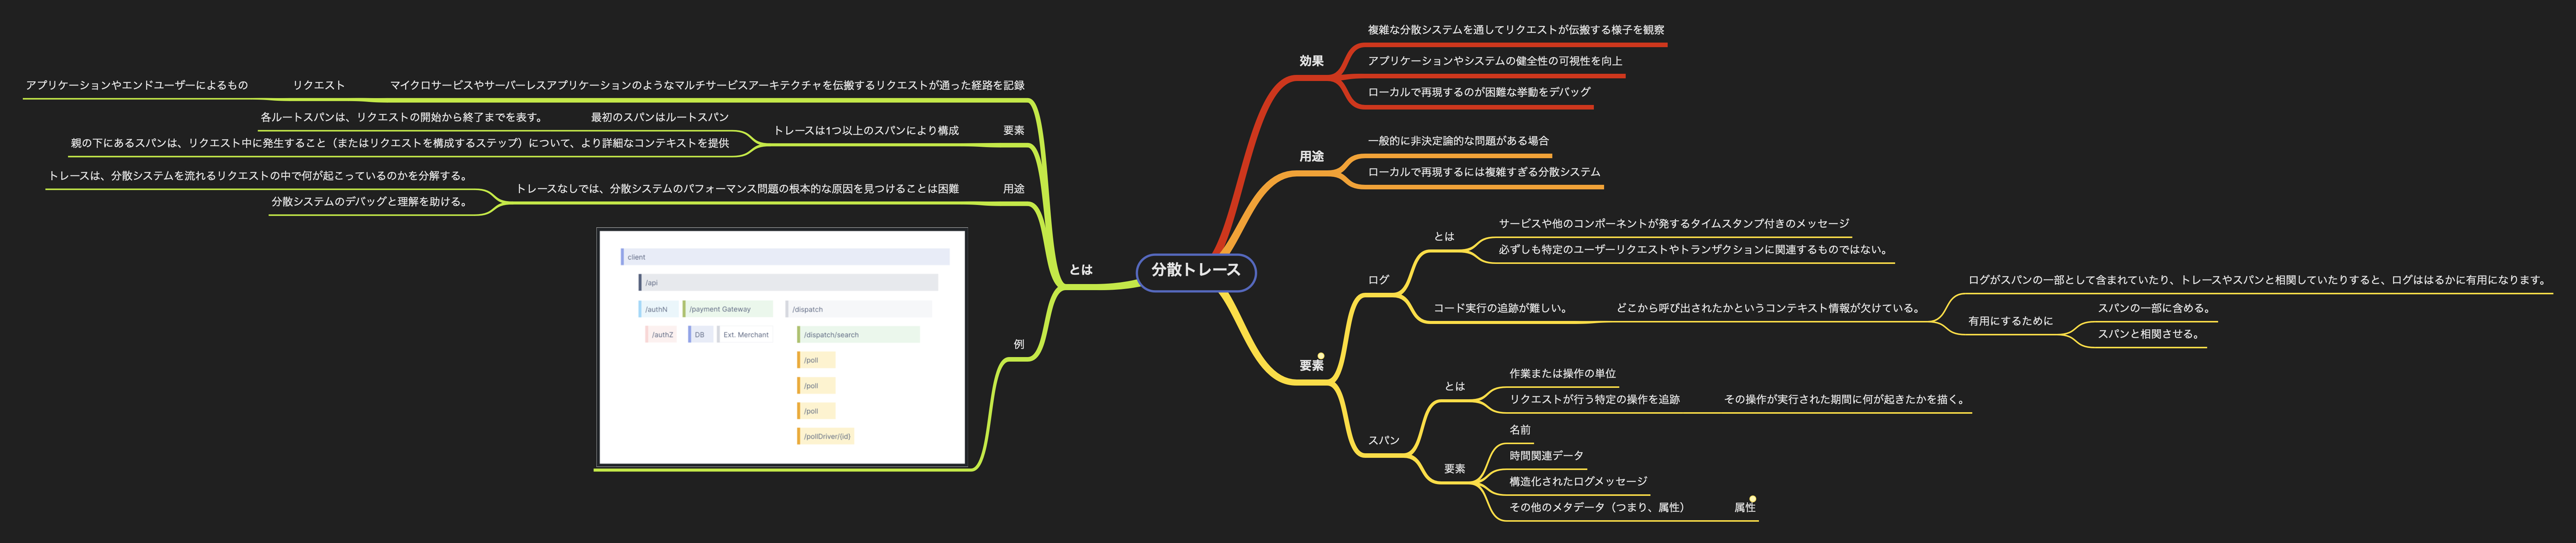 分散トレース
効果
複雑な分散システムを通してリクエストが伝搬する様子を観察
アプリケーションやシステムの健全性の可視性を向上
ローカルで再現するのが困難な挙動をデバッグ
用途
一般的に非決定論的な問題がある場合
ローカルで再現するには複雑すぎる分散システム
要素
ログ
とは
サービスや他のコンポーネントが発するタイムスタンプ付きのメッセージ
必ずしも特定のユーザーリクエストやトランザクションに関連するものではない。
コード実行の追跡が難しい。
どこから呼び出されたかというコンテキスト情報が欠けている。
ログがスパンの一部として含まれていたり、トレースやスパンと相関していたりすると、ログははるかに有用になります。
有用にするために
スパンの一部に含める。
スパンと相関させる。
スパン
とは
作業または操作の単位
リクエストが行う特定の操作を追跡
その操作が実行された期間に何が起きたかを描く。
要素
名前
時間関連データ
構造化されたログメッセージ
その他のメタデータ（つまり、属性）
属性
とは
マイクロサービスやサーバーレスアプリケーションのようなマルチサービスアーキテクチャを伝搬するリクエストが通った経路を記録
リクエスト
アプリケーションやエンドユーザーによるもの
要素
トレースは1つ以上のスパンにより構成
最初のスパンはルートスパン
各ルートスパンは、リクエストの開始から終了までを表す。
親の下にあるスパンは、リクエスト中に発生すること（またはリクエストを構成するステップ）について、より詳細なコンテキストを提供
用途
トレースなしでは、分散システムのパフォーマンス問題の根本的な原因を見つけることは困難
トレースは、分散システムを流れるリクエストの中で何が起こっているのかを分解する。
分散システムのデバッグと理解を助ける。
例
client
/api
/authN
/payment Gateway
/dispatch
/authZ
DB
Ext. Merchant
/dispatch/search
/poll
/poll
/poll
/pollDriver/{id}